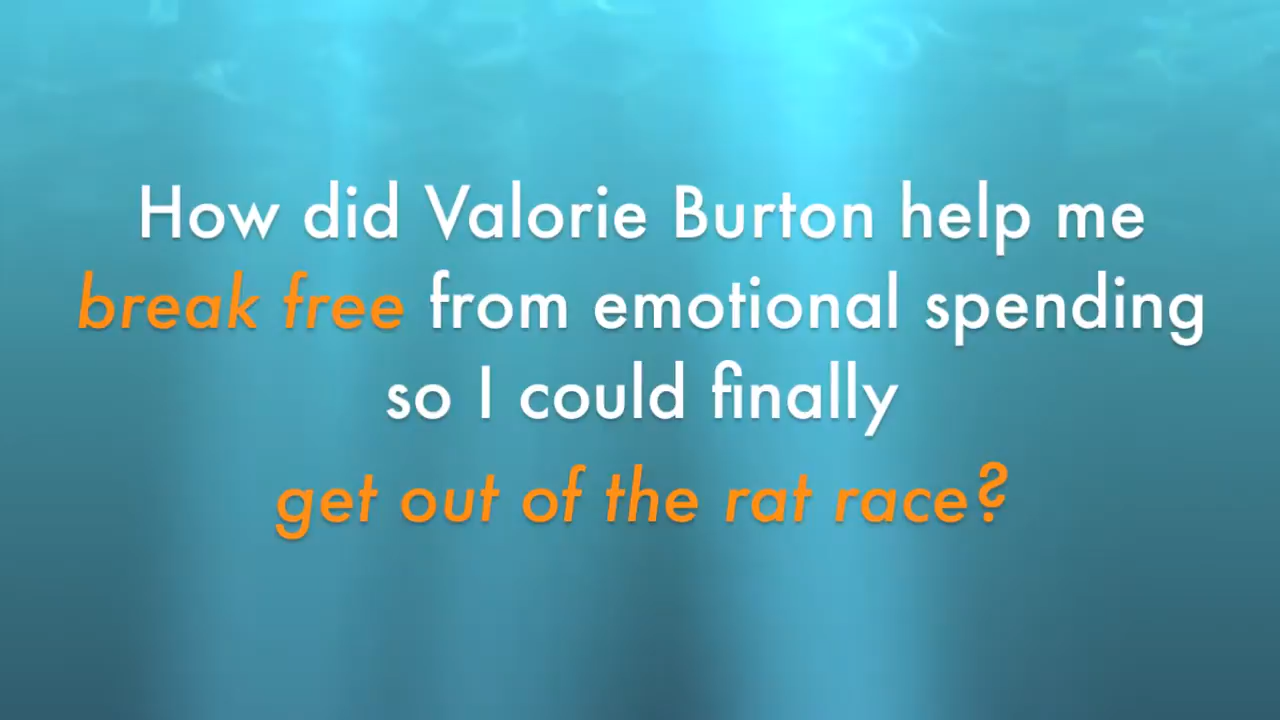 How did Valorie Burton help me
break free from emotional spending
so I could finally
get out of the rat race?